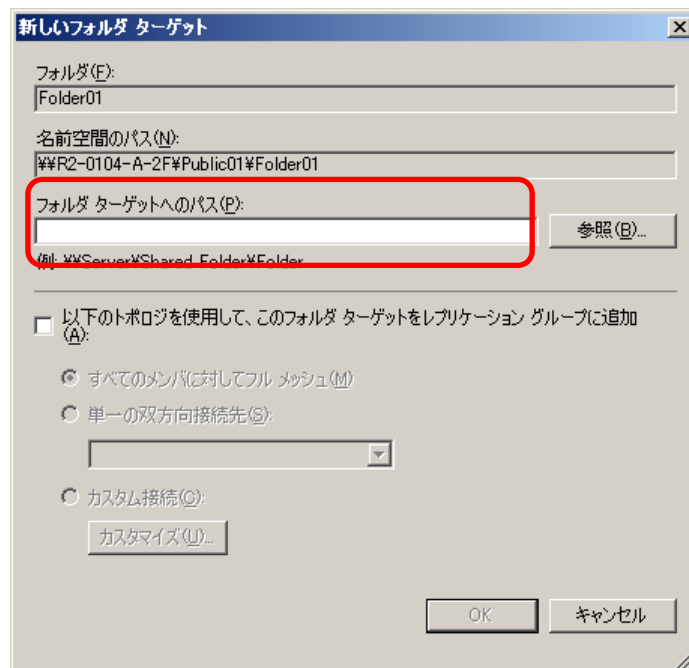 新しいフォルダ ターゲット
フォルダ(F):
Folder01
名前空間のパス(N):
¥¥R2-0104-A-2F¥Public01¥Folder01
フォルダ ターゲットへのパス(P):
参照(B)...
例: ¥¥Server¥Shared Folder¥Folder
以下のトポロジを使用して、このフォルダ ターゲットをレプリケーション グループに追加
(A):
すべてのメンバに対してフル メッシュ(M)
単一の双方向接続先(S):
カスタム接続(C):
カスタマイズ(U)...
OK
キャンセル